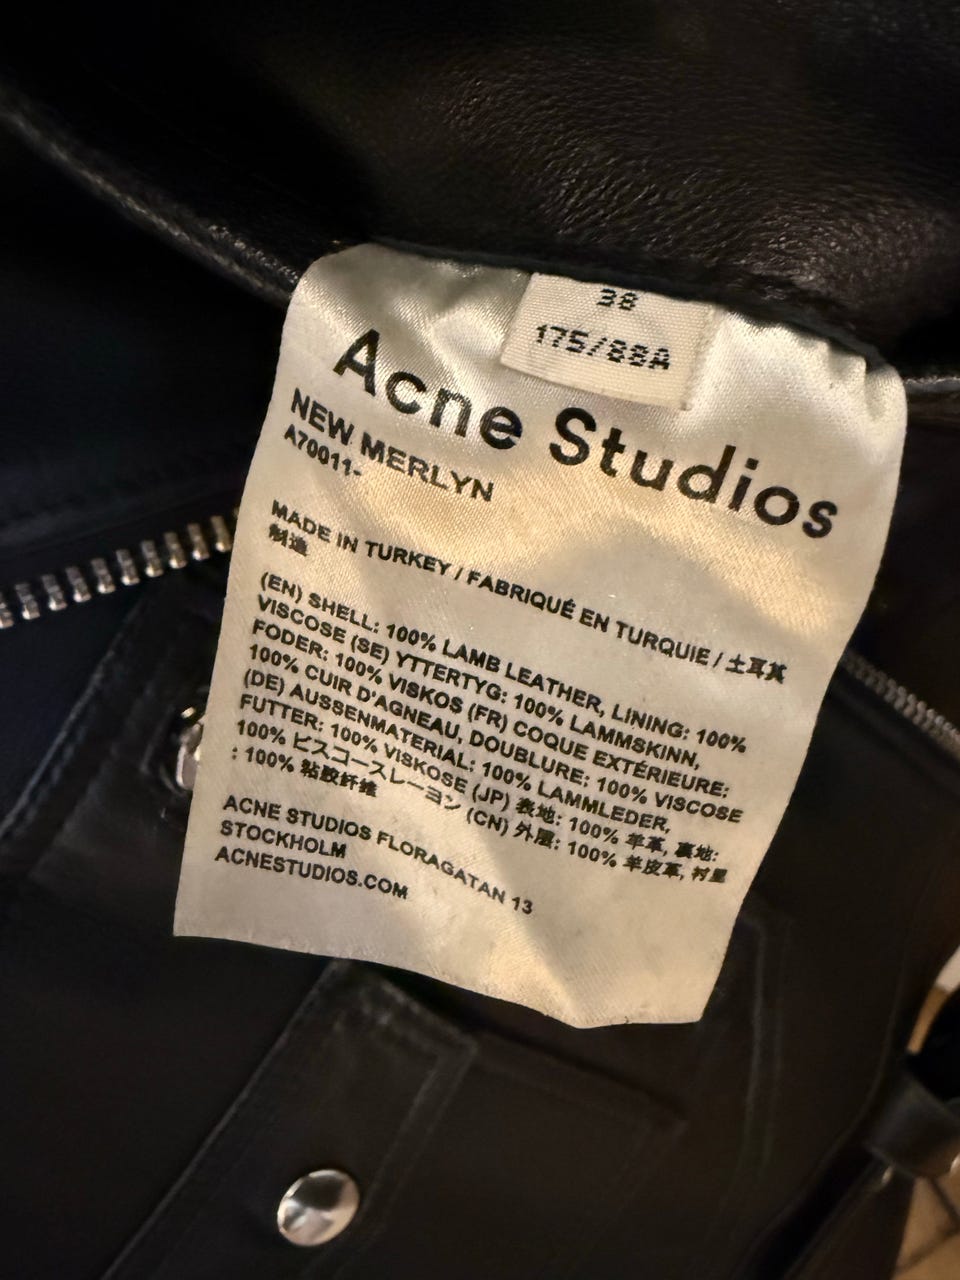 38
175/88A
Acne Studios
NEW MERLYN
A70011-
MADE IN TURKEY / FABRIQUÉ EN TURQUIE / 土耳其
制造
(EN) SHELL: 100% LAMB LEATHER, LINING: 100%
VISCOSE (SE) YTTERTYG: 100% LAMMSKINN,
FODER: 100% VISKOS (FR) COQUE EXTÉRIEURE:
100% CUIR D'AGNEAU, DOUBLURE: 100% VISCOSE
(DE) AUSSENMATERIAL: 100% LAMMLEDER,
FUTTER: 100% VISKOSE (JP) 表地: 100% 羊革, 裏地:
100% ビスコースレーヨン (CN) 外层: 100% 羊皮革, 衬里
: 100% 粘胶纤维
ACNE STUDIOS FLORAGATAN 13
STOCKHOLM
ACNESTUDIOS.COM